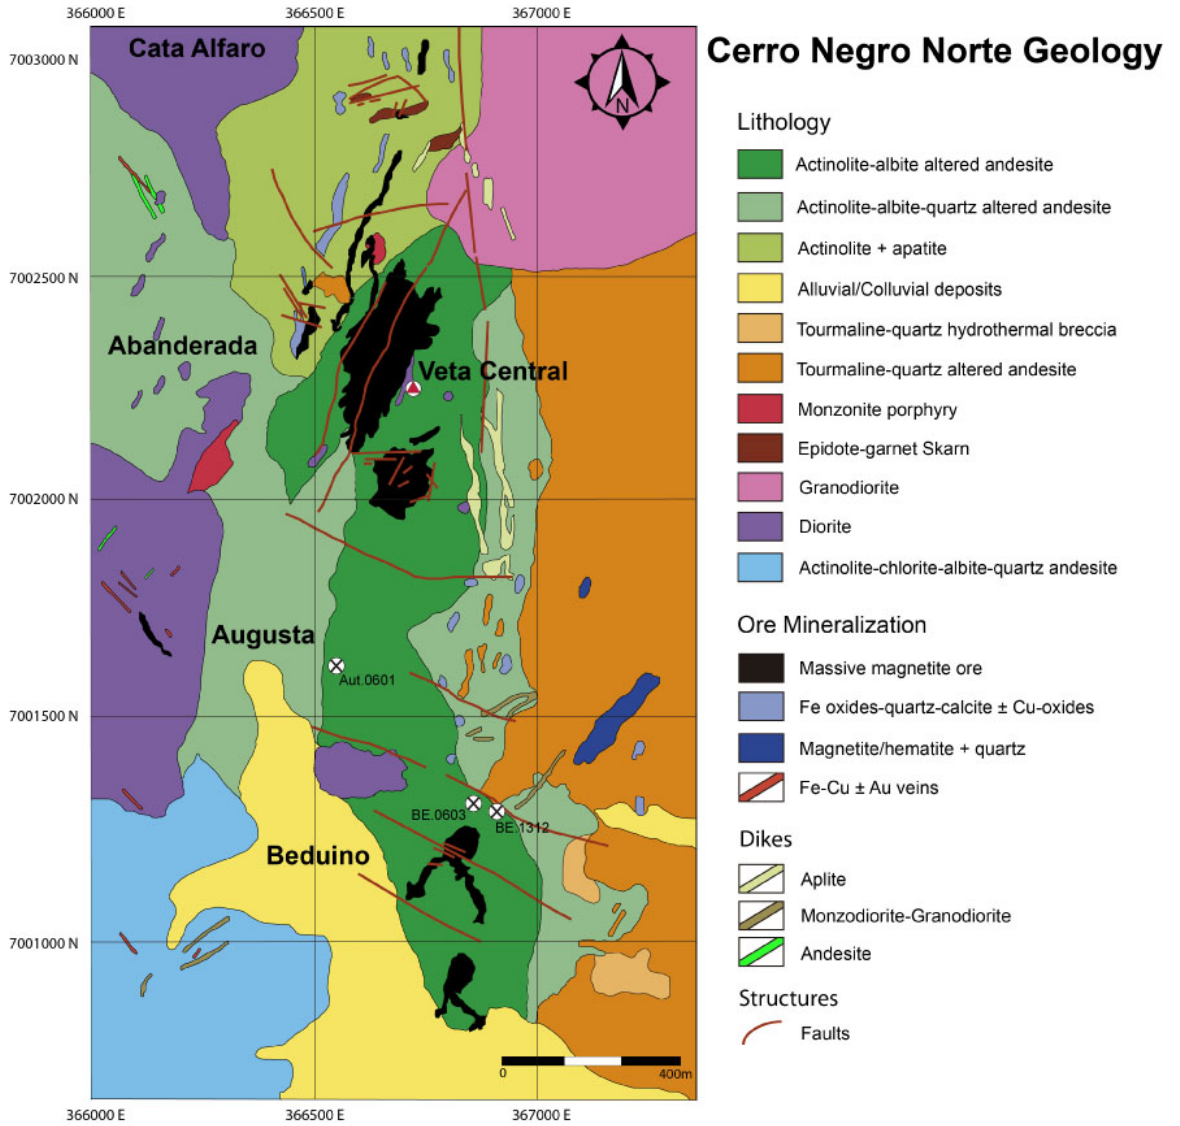 366000 E
366500 E
367000 E
Cerro Negro Norte Geology
7003000 N
7002500 N
7002000 N
7001500 N
7001000 N
Cata Alfaro
N
Abanderada
Veta Central
Augusta
Aut.0601
BE.0603
BE.1312
Beduino
0
400m
366000 E
366500 E
367000 E
Lithology
Actinolite-albite altered andesite
Actinolite-albite-quartz altered andesite
Actinolite + apatite
Alluvial/Colluvial deposits
Tourmaline-quartz hydrothermal breccia
Tourmaline-quartz altered andesite
Monzonite porphyry
Epidote-garnet Skarn
Granodiorite
Diorite
Actinolite-chlorite-albite-quartz andesite
Ore Mineralization
Massive magnetite ore
Fe oxides-quartz-calcite ± Cu-oxides
Magnetite/hematite + quartz
Fe-Cu ± Au veins
Dikes
Aplite
Monzodiorite-Granodiorite
Andesite
Structures
Faults